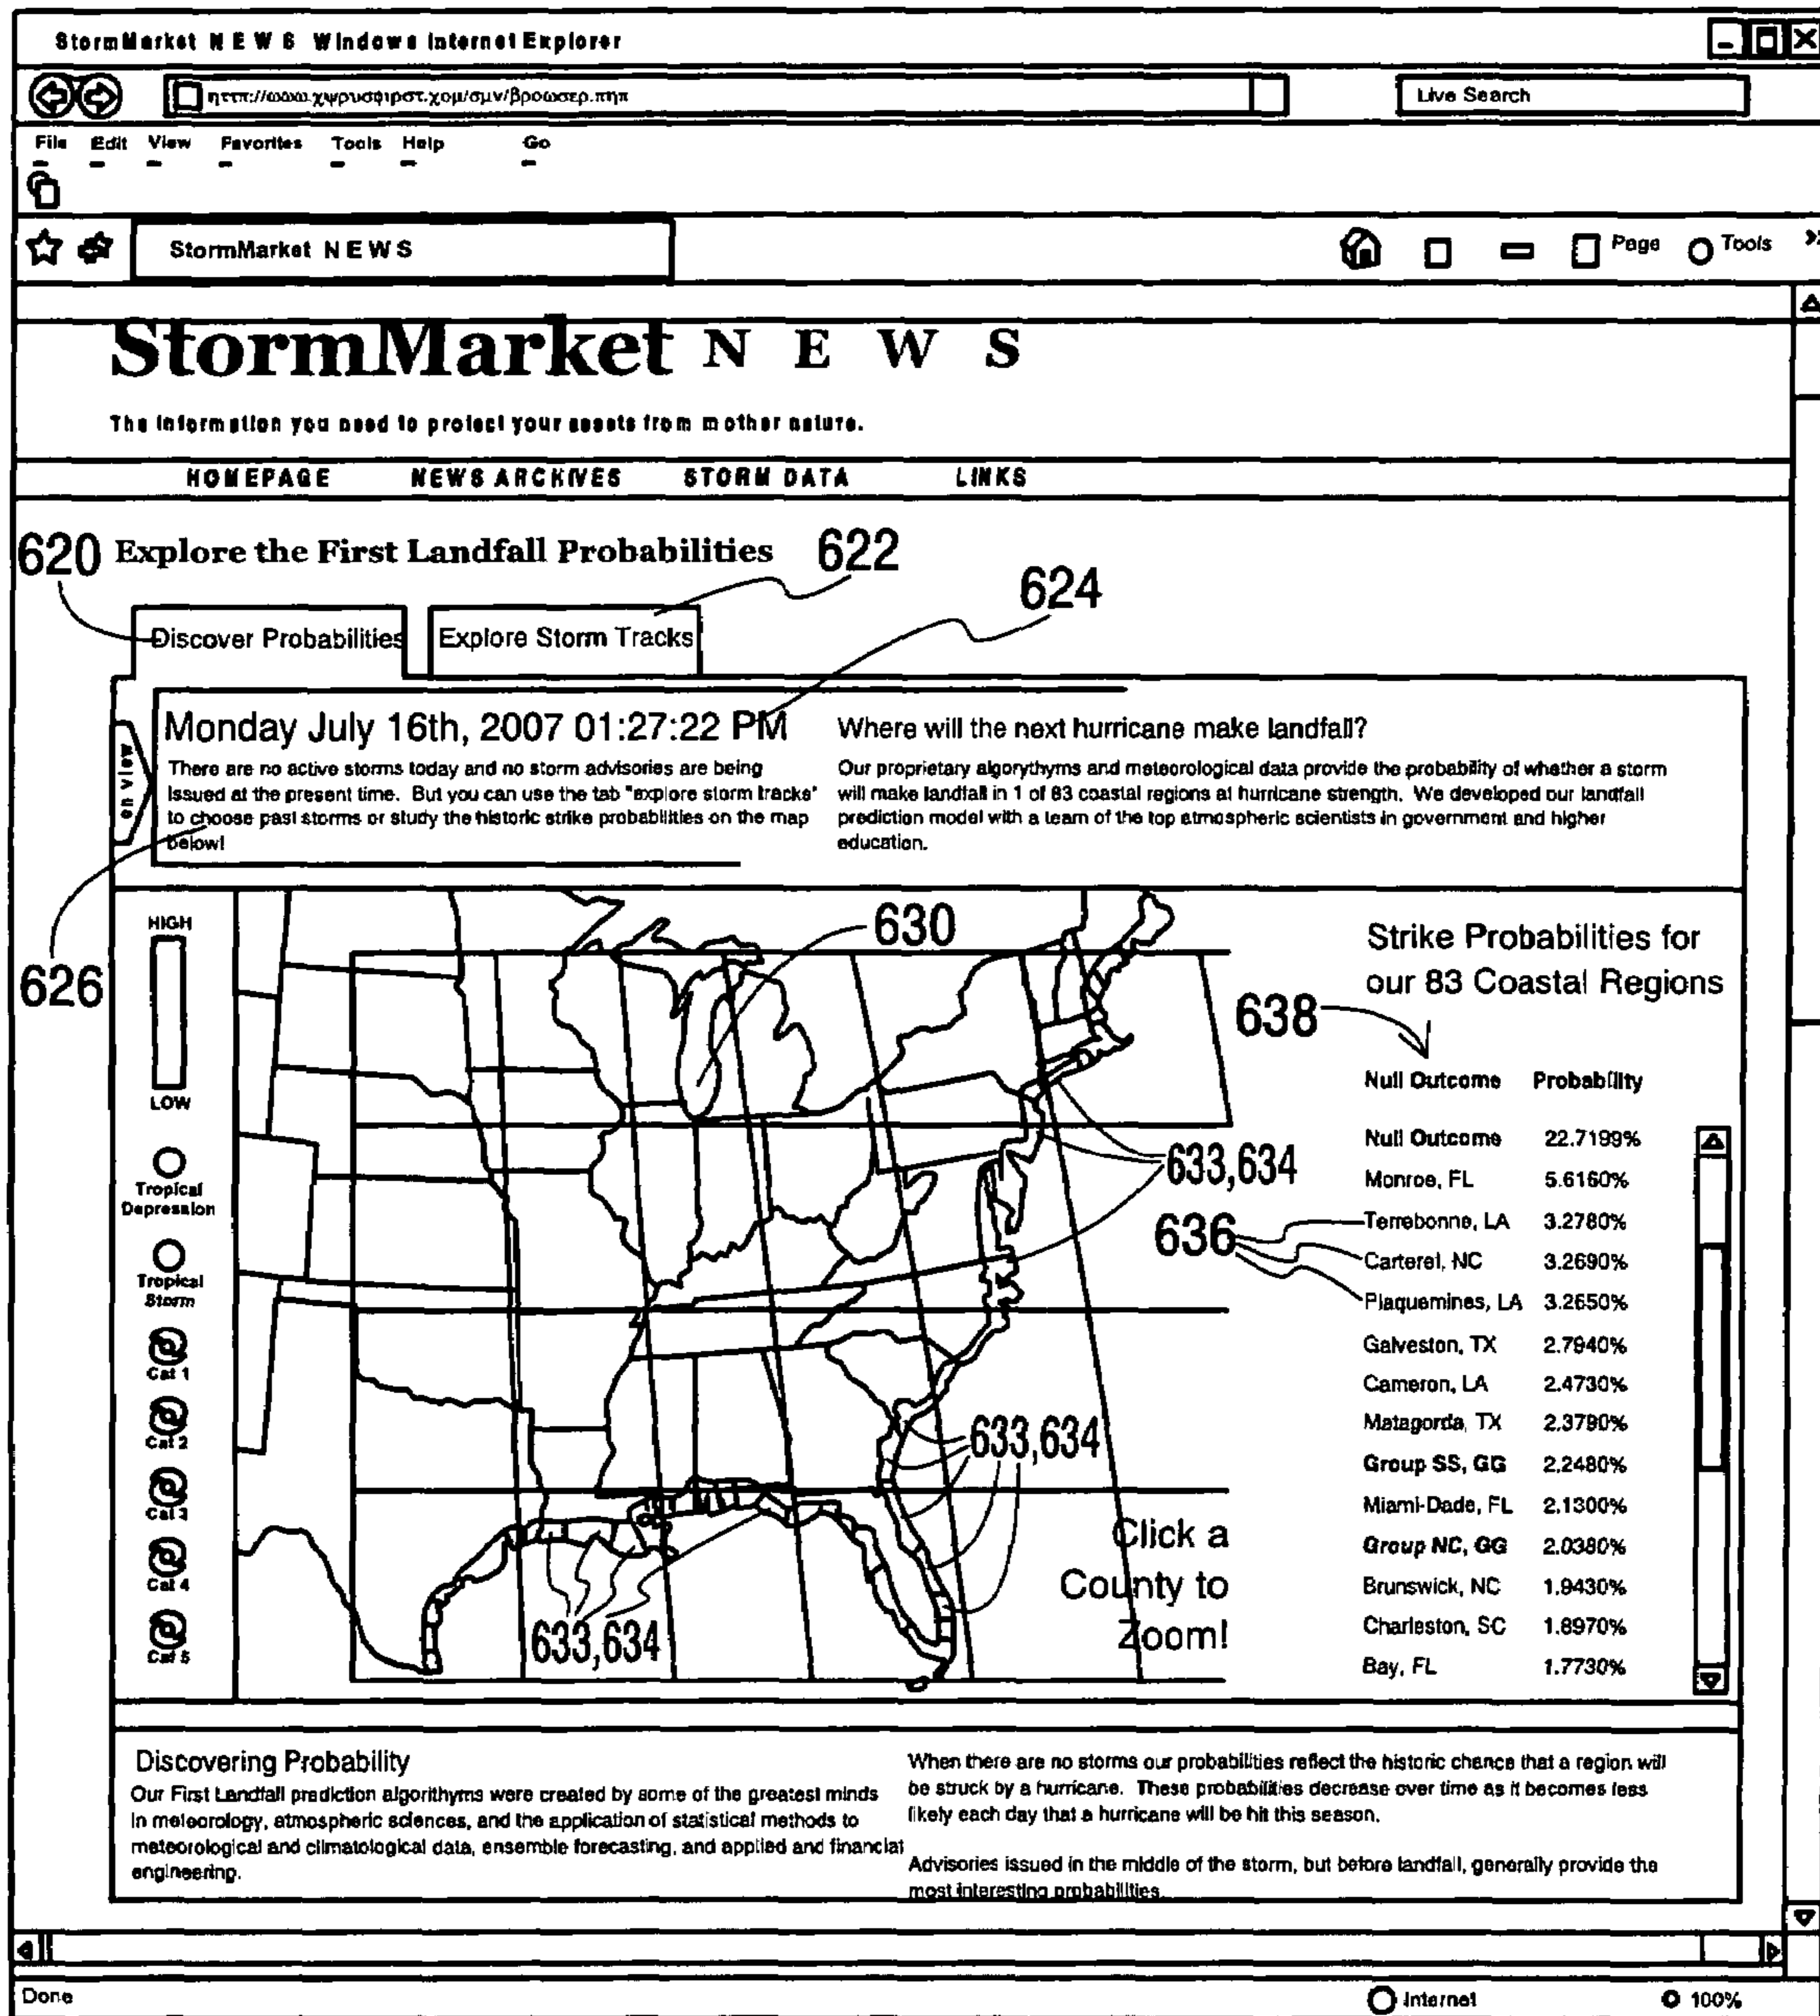 StormMarket N E W S Windows Internet Explorer
ηττπ://ωωω.χψρυσφιρστ.χομ/σμν/βροωσερ.πηπ
Live Search
File Edit View Favorites Tools Help Go
StormMarket N E W S
Page Tools
StormMarket N E W S
The information you need to protect your assets from mother nature.
HOMEPAGE NEWS ARCHIVES STORM DATA LINKS
620 Explore the First Landfall Probabilities 622
624
Discover Probabilities Explore Storm Tracks
on view
Monday July 16th, 2007 01:27:22 PM
There are no active storms today and no storm advisories are being
issued at the present time. But you can use the tab "explore storm tracks"
to choose past storms or study the historic strike probabilities on the map
below!
Where will the next hurricane make landfall?
Our proprietary algorythyms and meteorological data provide the probability of whether a storm
will make landfall in 1 of 83 coastal regions at hurricane strength. We developed our landfall
prediction model with a team of the top atmospheric scientists in government and higher
education.
626
HIGH
LOW
Tropical
Depression
Tropical
Storm
Cat 1
Cat 2
Cat 3
Cat 4
Cat 5
630
633,634
633,634
633,634
Click a
County to
Zoom!
Strike Probabilities for
our 83 Coastal Regions
638
636
Null Outcome Probability
Null Outcome 22.7199%
Monroe, FL 5.6160%
Terrebonne, LA 3.2780%
Carteret, NC 3.2690%
Plaquemines, LA 3.2650%
Galveston, TX 2.7940%
Cameron, LA 2.4730%
Matagorda, TX 2.3790%
Group SS, GG 2.2480%
Miami-Dade, FL 2.1300%
Group NC, GG 2.0380%
Brunswick, NC 1.9430%
Charleston, SC 1.8970%
Bay, FL 1.7730%
Discovering Probability
Our First Landfall prediction algorithyms were created by some of the greatest minds
in meteorology, atmospheric sciences, and the application of statistical methods to
meteorological and climatological data, ensemble forecasting, and applied and financial
engineering.
When there are no storms our probabilities reflect the historic chance that a region will
be struck by a hurricane. These probabilities decrease over time as it becomes less
likely each day that a hurricane will be hit this season.
Advisories issued in the middle of the storm, but before landfall, generally provide the
most interesting probabilities
Done
Internet 100%